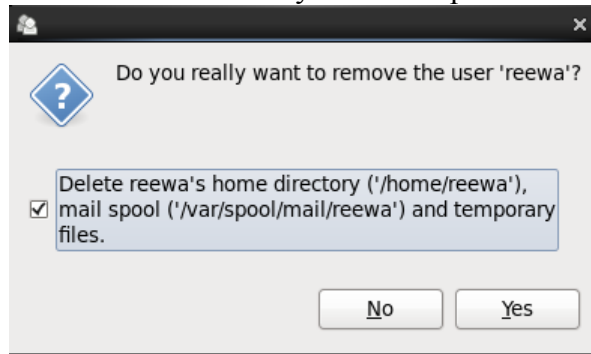 Do you really want to remove the user 'reewa'?
Delete reewa's home directory ('/home/reewa'),
mail spool ('/var/spool/mail/reewa') and temporary
files.
No
Yes